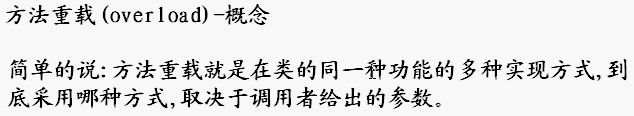 方法重载(overload)-概念
简单的说:方法重载就是在类的同一种功能的多种实现方式,到
底采用哪种方式,取决于调用者给出的参数。